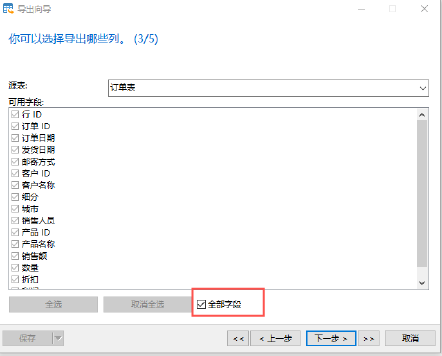 导出向导
你可以选择导出哪些列。 (3/5)
源表:
订单表
可用字段:
行 ID
订单 ID
订单日期
发货日期
邮寄方式
客户 ID
客户名称
细分
城市
销售人员
产品 ID
产品名称
销售额
数量
折扣
全选
取消全选
全部字段
保存
<<
< 上一步
下一步 >
>>
取消